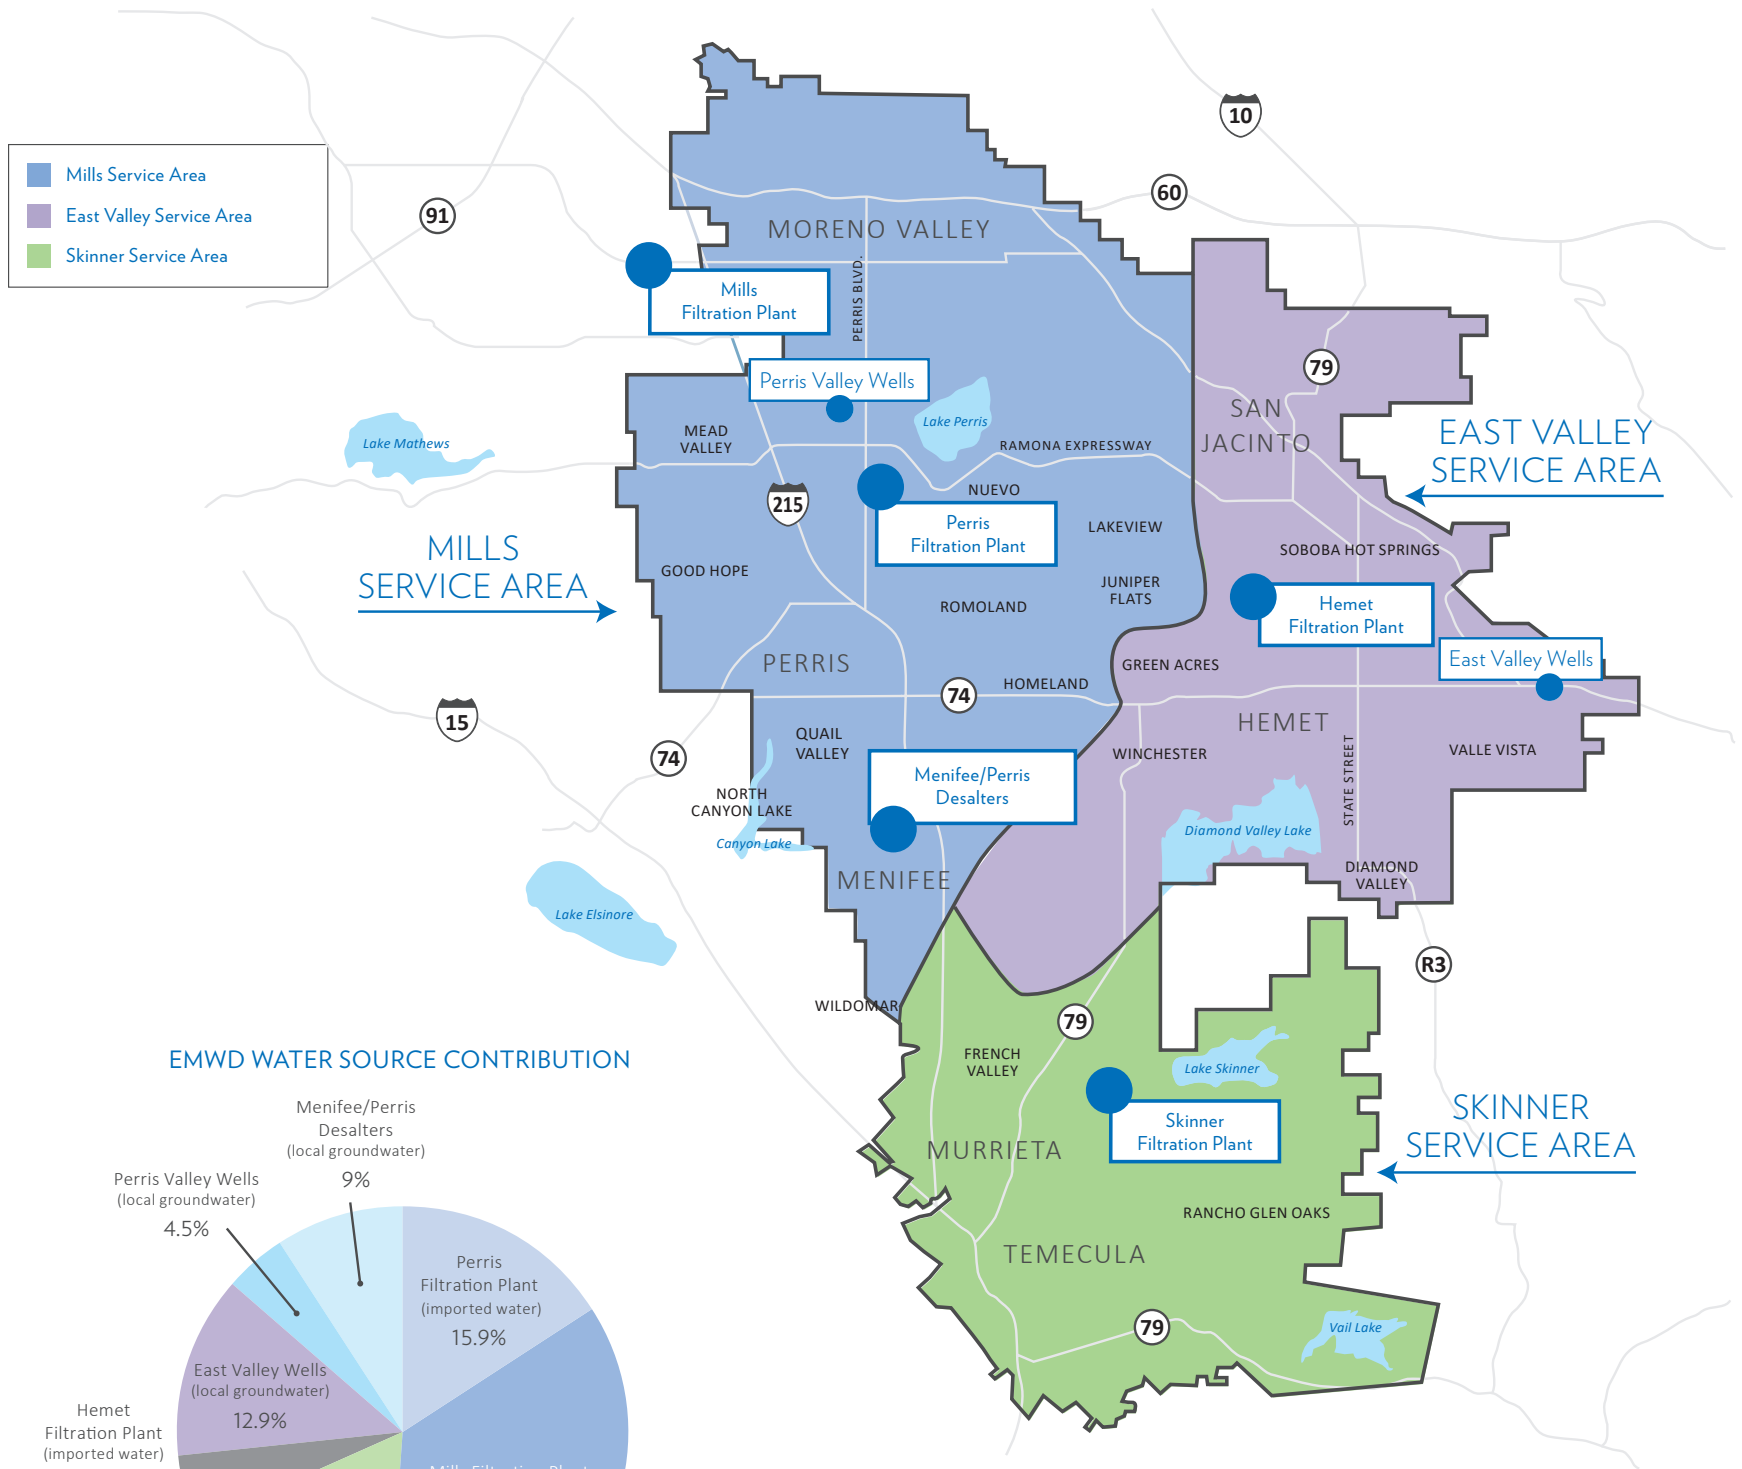 Mills Service Area
East Valley Service Area
Skinner Service Area
10
60
91
MORENO VALLEY
PERRIS BLVD.
Mills
Filtration Plant
Perris Valley Wells
79
SAN
JACINTO
Lake Perris
MEAD
VALLEY
Lake Mathews
RAMONA EXPRESSWAY
EAST VALLEY
SERVICE AREA
215
NUEVO
Perris
Filtration Plant
LAKEVIEW
MILLS
SERVICE AREA
SOBOBA HOT SPRINGS
GOOD HOPE
JUNIPER
FLATS
ROMOLAND
Hemet
Filtration Plant
East Valley Wells
PERRIS
GREEN ACRES
HOMELAND
74
15
HEMET
QUAIL
VALLEY
74
WINCHESTER
STATE STREET
VALLE VISTA
Menifee/Perris
Desalters
NORTH
CANYON LAKE
Canyon Lake
Diamond Valley Lake
DIAMOND
VALLEY
MENIFEE
Lake Elsinore
R3
WILDOMAR
79
FRENCH
VALLEY
Lake Skinner
Skinner
Filtration Plant
SKINNER
SERVICE AREA
MURRIETA
RANCHO GLEN OAKS
TEMECULA
79
Vail Lake
EMWD WATER SOURCE CONTRIBUTION
Menifee/Perris
Desalters
(local groundwater)
9%
Perris Valley Wells
(local groundwater)
4.5%
Perris
Filtration Plant
(imported water)
15.9%
East Valley Wells
(local groundwater)
12.9%
Hemet
Filtration Plant
(imported water)